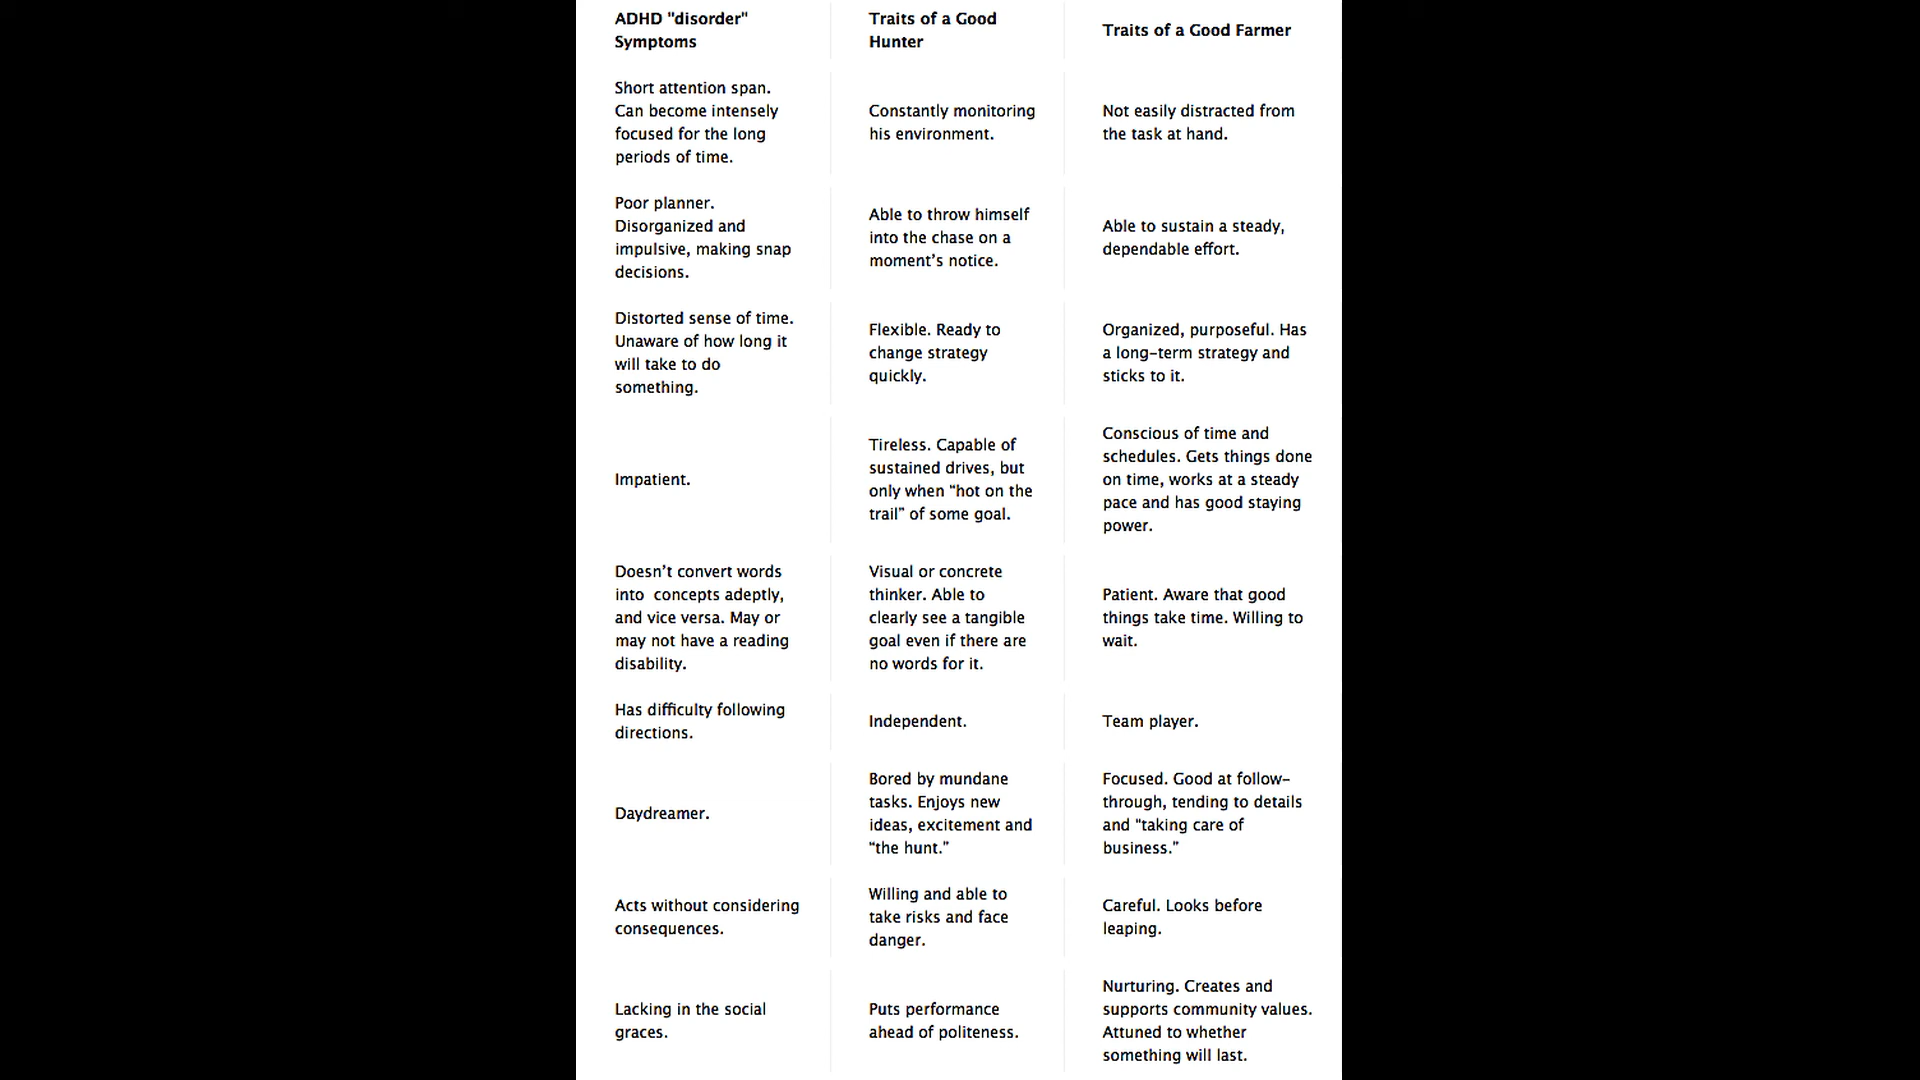 ADHD "disorder"
Symptoms
Traits of a Good
Hunter
Traits of a Good Farmer
Short attention span.
Can become intensely
focused for the long
periods of time.
Constantly monitoring
his environment.
Not easily distracted from
the task at hand.
Poor planner.
Disorganized and
impulsive, making snap
decisions.
Able to throw himself
into the chase on a
moment’s notice.
Able to sustain a steady,
dependable effort.
Distorted sense of time.
Unaware of how long it
will take to do
something.
Flexible. Ready to
change strategy
quickly.
Organized, purposeful. Has
a long-term strategy and
sticks to it.
Impatient.
Tireless. Capable of
sustained drives, but
only when “hot on the
trail” of some goal.
Conscious of time and
schedules. Gets things done
on time, works at a steady
pace and has good staying
power.
Doesn’t convert words
into  concepts adeptly,
and vice versa. May or
may not have a reading
disability.
Visual or concrete
thinker. Able to
clearly see a tangible
goal even if there are
no words for it.
Patient. Aware that good
things take time. Willing to
wait.
Has difficulty following
directions.
Independent.
Team player.
Daydreamer.
Bored by mundane
tasks. Enjoys new
ideas, excitement and
“the hunt.”
Focused. Good at follow-
through, tending to details
and “taking care of
business.”
Acts without considering
consequences.
Willing and able to
take risks and face
danger.
Careful. Looks before
leaping.
Lacking in the social
graces.
Puts performance
ahead of politeness.
Nurturing. Creates and
supports community values.
Attuned to whether
something will last.